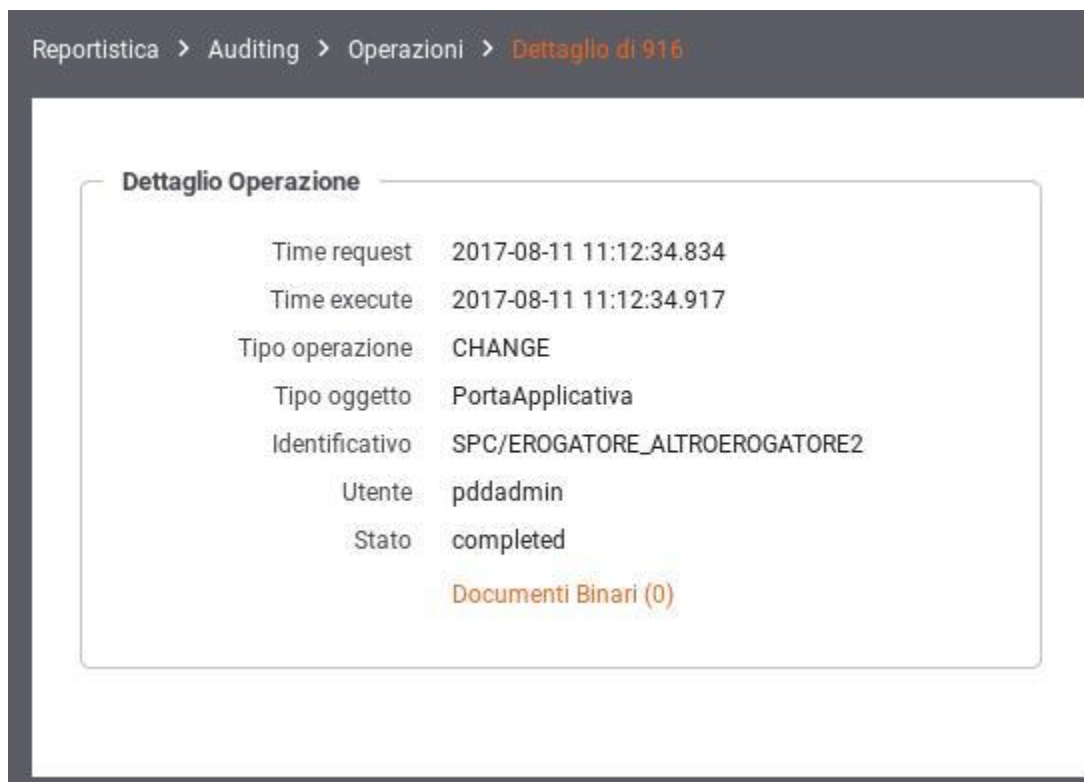 Reportistica > Auditing > Operazioni > Dettaglio di 916
Dettaglio Operazione
Time request 2017-08-11 11:12:34.834
Time execute 2017-08-11 11:12:34.917
Tipo operazione CHANGE
Tipo oggetto PortaApplicativa
Identificativo SPC/EROGATORE_ALTROEROGATORE2
Utente pddadmin
Stato completed
Documenti Binari (0)